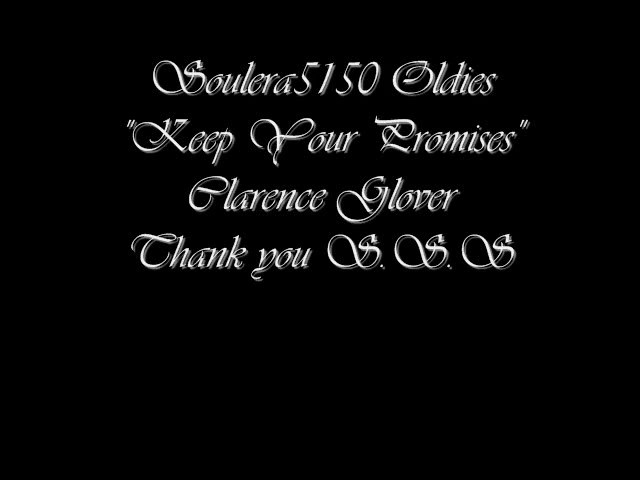 Soulera5150 Oldies
"Keep Your Promises"
Clarence Glover
Thank you S.S.S